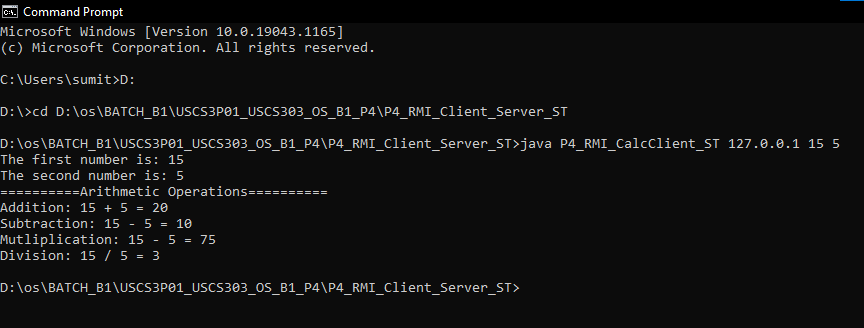 Command Prompt
Microsoft Windows [Version 10.0.19043.1165]
(c) Microsoft Corporation. All rights reserved.
C:\Users\sumit>D:
D:\>cd D:\os\BATCH_B1\USCS3P01_USCS303_OS_B1_P4\P4_RMI_Client_Server_ST
D:\os\BATCH_B1\USCS3P01_USCS303_OS_B1_P4\P4_RMI_Client_Server_ST>java P4_RMI_CalcClient_ST 127.0.0.1 15 5
The first number is: 15
The second number is: 5
==========Arithmetic Operations==========
Addition: 15 + 5 = 20
Subtraction: 15 - 5 = 10
Mutliplication: 15 - 5 = 75
Division: 15 / 5 = 3
D:\os\BATCH_B1\USCS3P01_USCS303_OS_B1_P4\P4_RMI_Client_Server_ST>